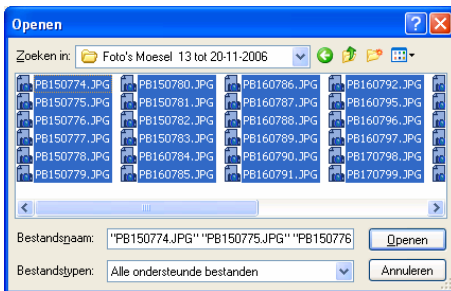 Openen
Zoeken in: Foto's Moesel 13 tot 20-11-2006
PB150774.JPG PB150780.JPG PB160786.JPG PB160792.JPG
PB150775.JPG PB150781.JPG PB160787.JPG PB160795.JPG
PB150776.JPG PB150782.JPG PB160788.JPG PB160796.JPG
PB150777.JPG PB150783.JPG PB160789.JPG PB160797.JPG
PB150778.JPG PB160784.JPG PB160790.JPG PB170798.JPG
PB150779.JPG PB160785.JPG PB160791.JPG PB170799.JPG
Bestandsnaam: "PB150774.JPG" "PB150775.JPG" "PB150776 Openen
Bestandstypen: Alle ondersteunde bestanden Annuleren